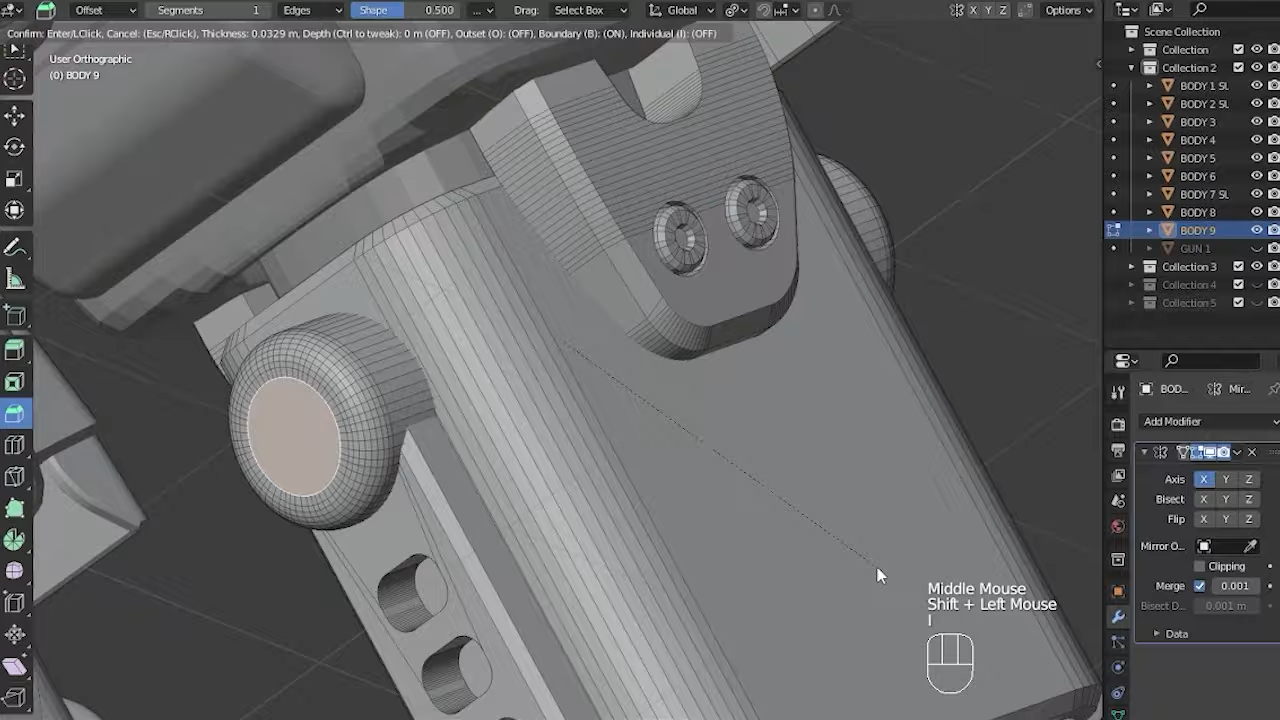 Offset Segments 1 Edges Shape 0.500 ... Drag: Select Box Global X Y Z Options
Confirm: Enter/LClick, Cancel: (Esc/RClick), Thickness: 0.0329 m, Depth (Ctrl to tweak): 0 m (OFF), Outset (O): (OFF), Boundary (B): (ON), Individual (I): (OFF)
User Orthographic
(0) BODY 9
Middle Mouse
Shift + Left Mouse
I
Scene Collection
Collection
Collection 2
BODY 1 SL
BODY 2 SL
BODY 3
BODY 4
BODY 5
BODY 6
BODY 7 SL
BODY 8
BODY 9
GUN 1
Collection 3
Collection 4
Collection 5
BOD... Mir...
Add Modifier
Axis X Y Z
Bisect X Y Z
Flip X Y Z
Mirror O...
Clipping
Merge 0.001
Bisect D... 0.001 m
Data